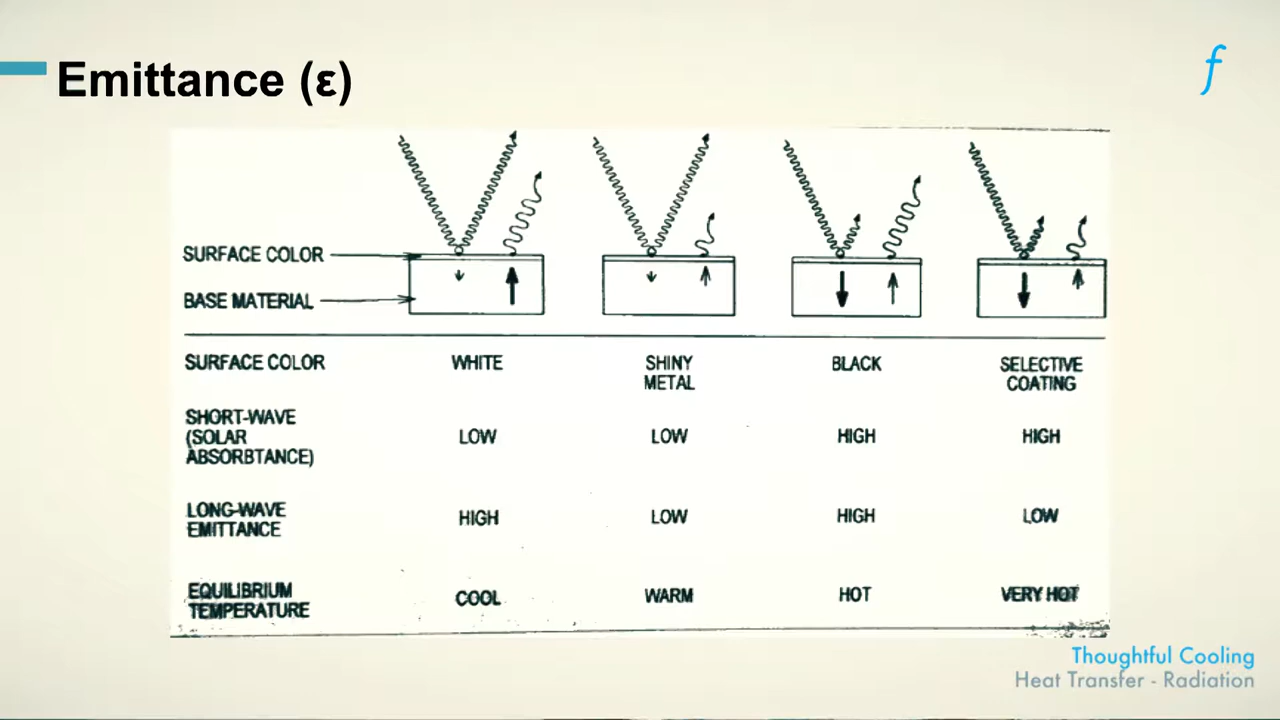 Emittance (ε)
f
SURFACE COLOR
BASE MATERIAL
SURFACE COLOR WHITE SHINY METAL BLACK SELECTIVE COATING
SHORT-WAVE (SOLAR ABSORBTANCE) LOW LOW HIGH HIGH
LONG-WAVE EMITTANCE HIGH LOW HIGH LOW
EQUILIBRIUM TEMPERATURE COOL WARM HOT VERY HOT
Thoughtful Cooling
Heat Transfer - Radiation